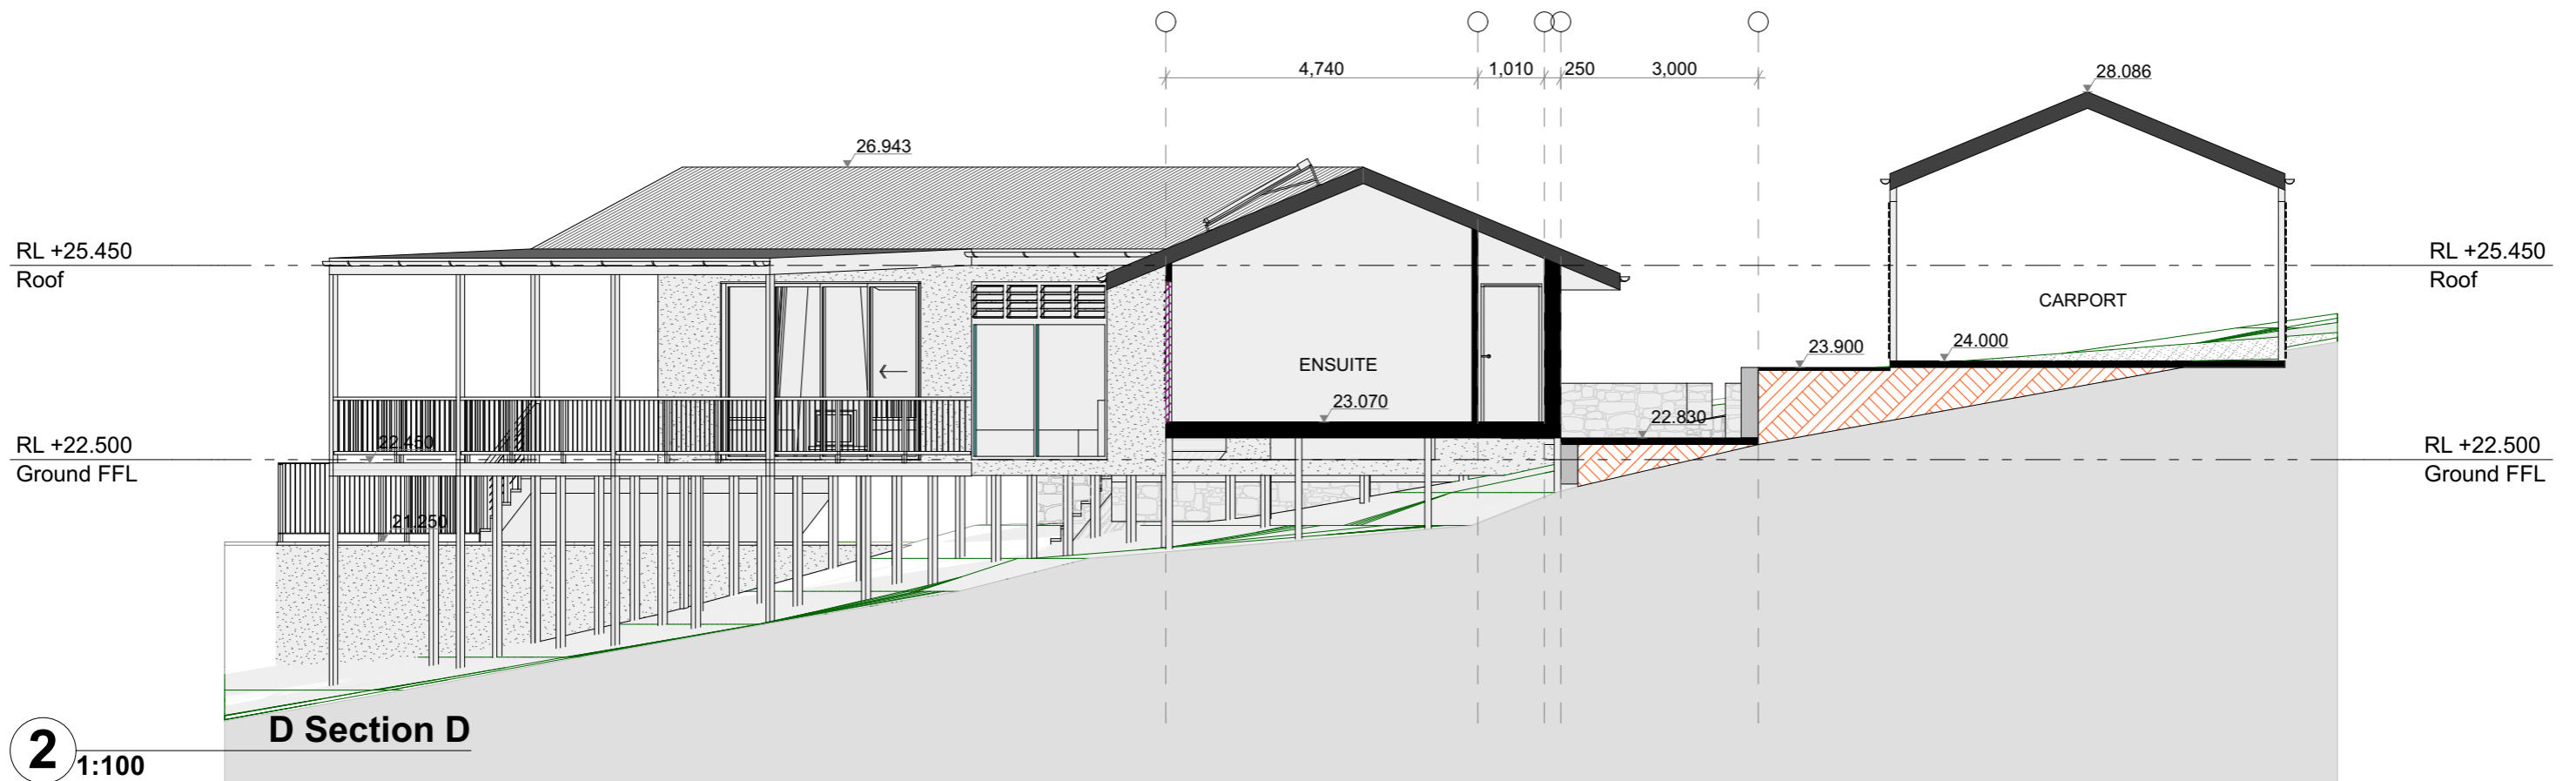 4,740
1,010
250
3,000
28.086
26.943
RL +25.450
Roof
RL +25.450
Roof
CARPORT
23.900
24.000
ENSUITE
23.070
22.830
RL +22.500
Ground FFL
22.450
RL +22.500
Ground FFL
21.250
2
D Section D
1:100